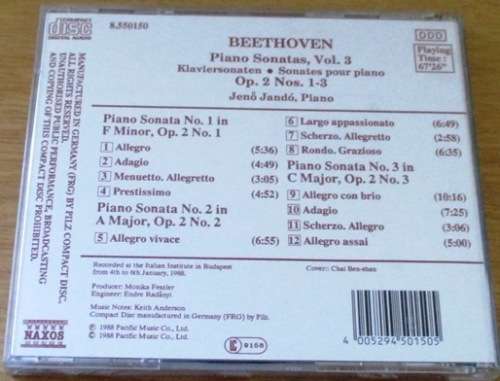 COMPACT
disc
DIGITAL AUDIO
8.550150
DDD
Playing
Time :
67'26"
BEETHOVEN
Piano Sonatas, Vol. 3
Klaviersonaten • Sonates pour piano
Op. 2 Nos. 1-3
Jenő Jandó, Piano
Piano Sonata No. 1 in
F Minor, Op. 2 No. 1
1 Allegro (5:36)
2 Adagio (4:49)
3 Menuetto. Allegretto (3:05)
4 Prestissimo (4:52)
Piano Sonata No. 2 in
A Major, Op. 2 No. 2
5 Allegro vivace (6:55)
6 Largo appassionato (6:49)
7 Scherzo. Allegretto (2:58)
8 Rondo. Grazioso (6:35)
Piano Sonata No. 3 in
C Major, Op. 2 No. 3
9 Allegro con brio (10:16)
10 Adagio (7:25)
11 Scherzo. Allegro (3:06)
12 Allegro assai (5:00)
Recorded at the Italian Institute in Budapest
from 4th to 6th January, 1988.
Cover: Chai Ben-shan
Producer: Monika Feszler
Engineer: Endre Radányi
Music Notes: Keith Anderson
Compact Disc manufactured in Germany (FRG) by Pilz.
℗ 1988 Pacific Music Co., Ltd.
© 1988 Pacific Music Co., Ltd.
MANUFACTURED IN GERMANY (FRG) BY PILZ COMPACT DISC.
ALL RIGHTS RESERVED.
UNAUTHORISED PUBLIC PERFORMANCE, BROADCASTING
AND COPYING OF THIS COMPACT DISC PROHIBITED.
NAXOS
9168
4 005294 501505